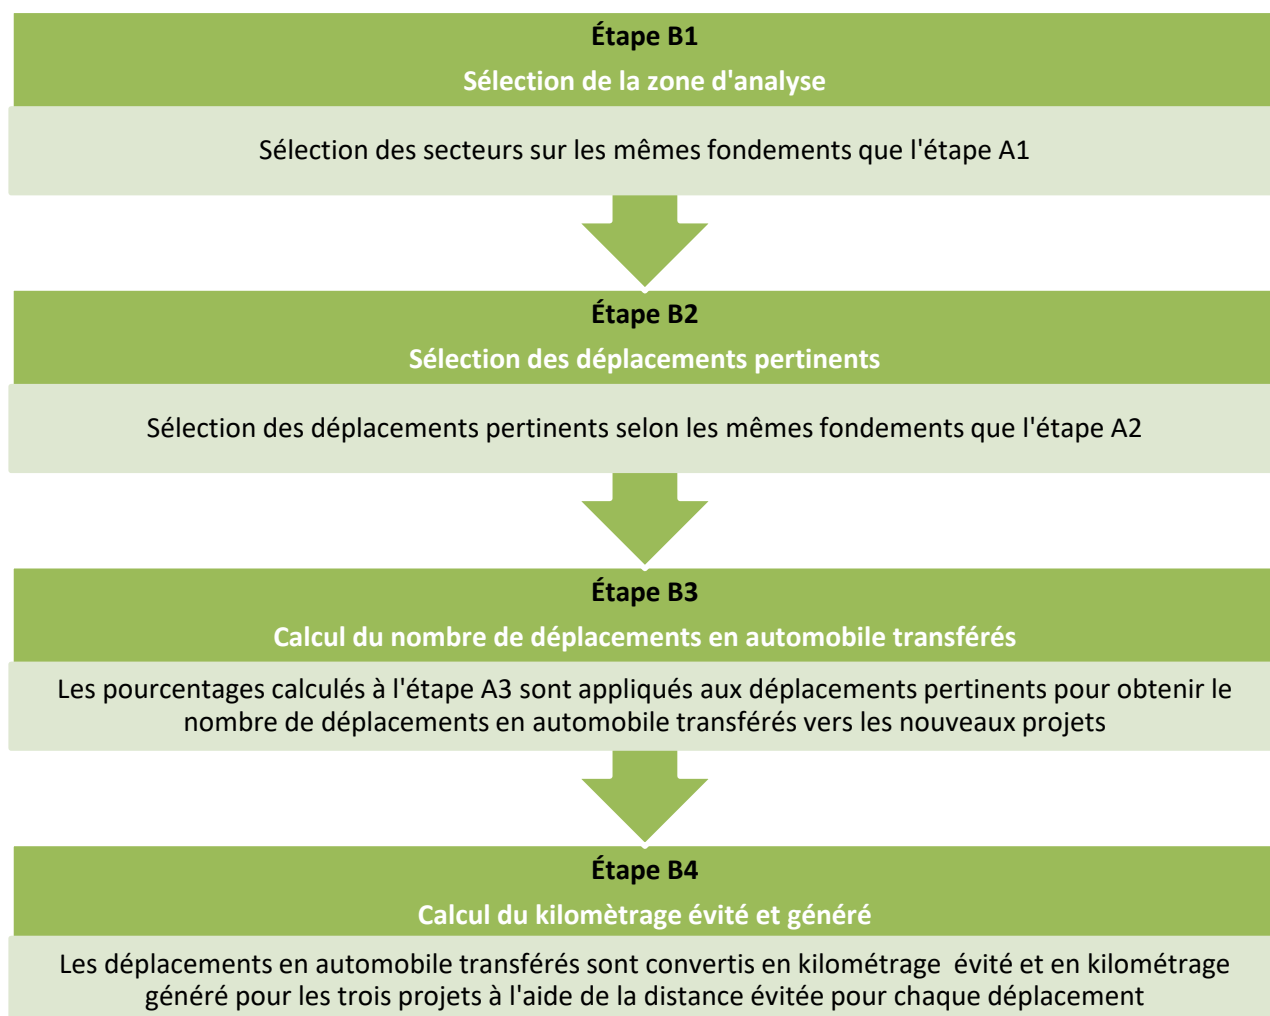 Étape B1
Sélection de la zone d'analyse
Sélection des secteurs sur les mêmes fondements que l'étape A1
Étape B2
Sélection des déplacements pertinents
Sélection des déplacements pertinents selon les mêmes fondements que l'étape A2
Étape B3
Calcul du nombre de déplacements en automobile transférés
Les pourcentages calculés à l'étape A3 sont appliqués aux déplacements pertinents pour obtenir le
nombre de déplacements en automobile transférés vers les nouveaux projets
Étape B4
Calcul du kilomètrage évité et généré
Les déplacements en automobile transférés sont convertis en kilométrage évité et en kilométrage
généré pour les trois projets à l'aide de la distance évitée pour chaque déplacement